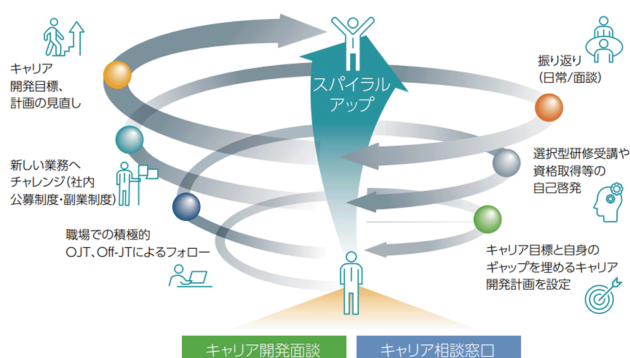 キャリア
開発目標、
計画の見直し
スパイラル
アップ
振り返り
(日常/面談)
新しい業務へ
チャレンジ(社内
公募制度・副業制度)
選択型研修受講や
資格取得等の
自己啓発
職場での積極的
OJT、Off-JTによるフォロー
キャリア目標と自身の
ギャップを埋めるキャリア
開発計画を設定
キャリア開発面談
キャリア相談窓口